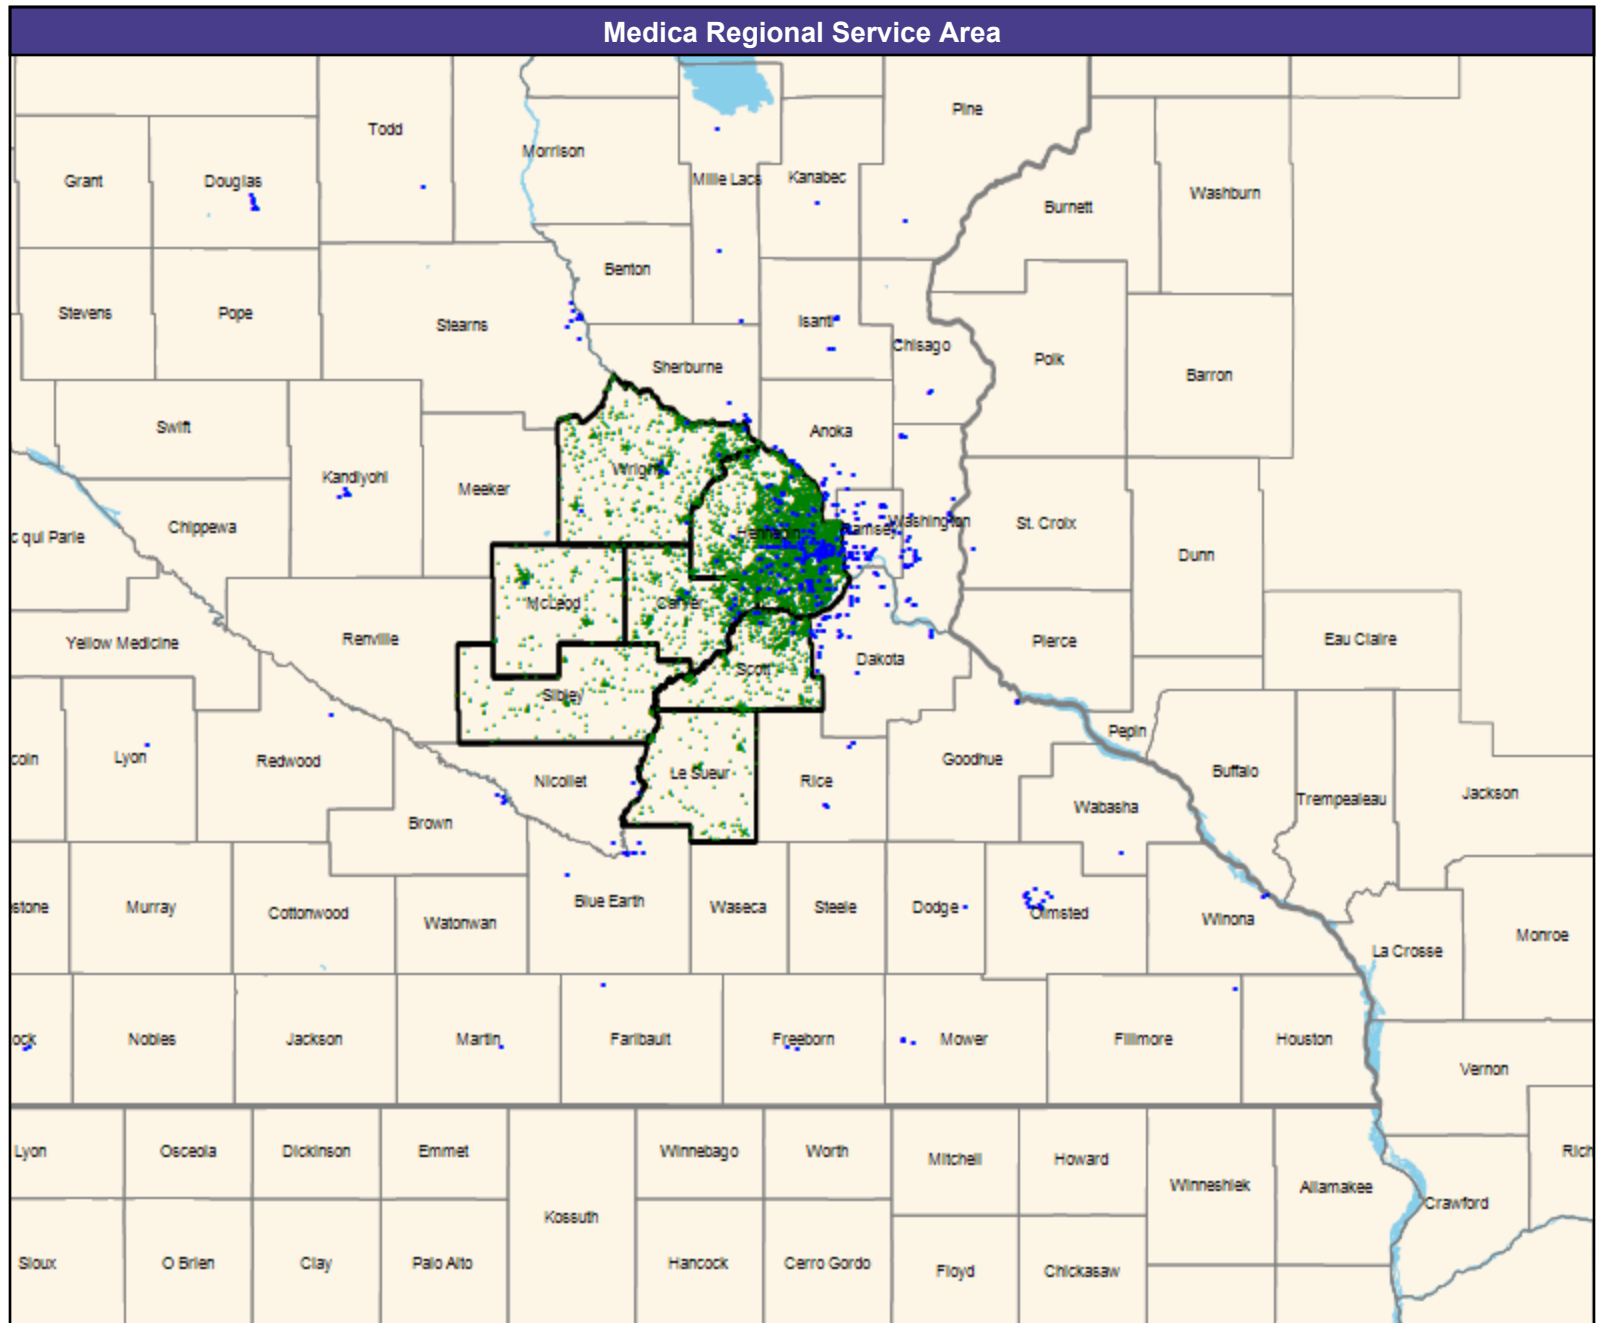 Medica Regional Service Area
Pine
Todd
Morrison
Grant
Douglas
Mille Lacs
Kanabec
Washburn
Burnett
Benton
Stevens
Pope
Stearns
Isanti
Chisago
Polk
Sherburne
Barron
Swift
Anoka
Wright
Kandiyohi
Meeker
Chippewa
Hennepin
Ramsey
Washington
St. Croix
c qui Parle
Dunn
McLeod
Carver
Yellow Medicine
Renville
Pierce
Eau Claire
Dakota
Scott
Sibley
Pepin
coln
Lyon
Redwood
Nicollet
Le Sueur
Rice
Goodhue
Buffalo
Trempealeau
Jackson
Wabasha
Brown
stone
Murray
Cottonwood
Watonwan
Blue Earth
Waseca
Steele
Dodge
Olmsted
Winona
La Crosse
Monroe
ock
Nobles
Jackson
Martin
Faribault
Freeborn
Mower
Fillmore
Houston
Vernon
Lyon
Osceola
Dickinson
Emmet
Winnebago
Worth
Mitchell
Howard
Winneshiek
Allamakee
Crawford
Rich
Kossuth
Sioux
O Brien
Clay
Palo Alto
Hancock
Cerro Gordo
Floyd
Chickasaw